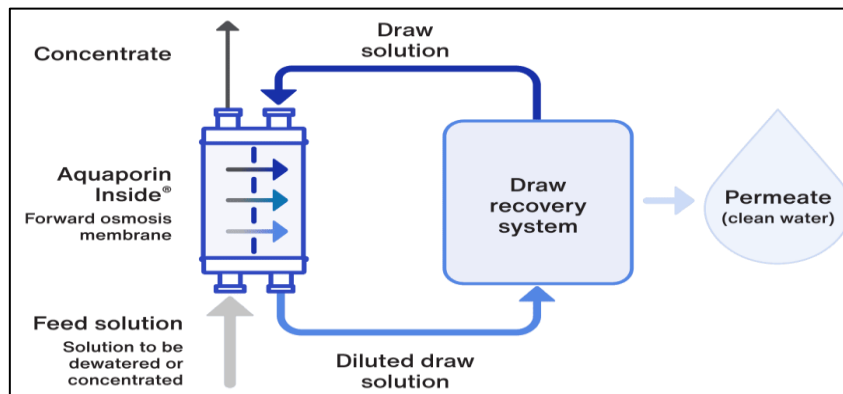 Concentrate
Draw
solution
Aquaporin
Inside®
Forward osmosis
membrane
Draw
recovery
system
Permeate
(clean water)
Feed solution
Solution to be
dewatered or
concentrated
Diluted draw
solution